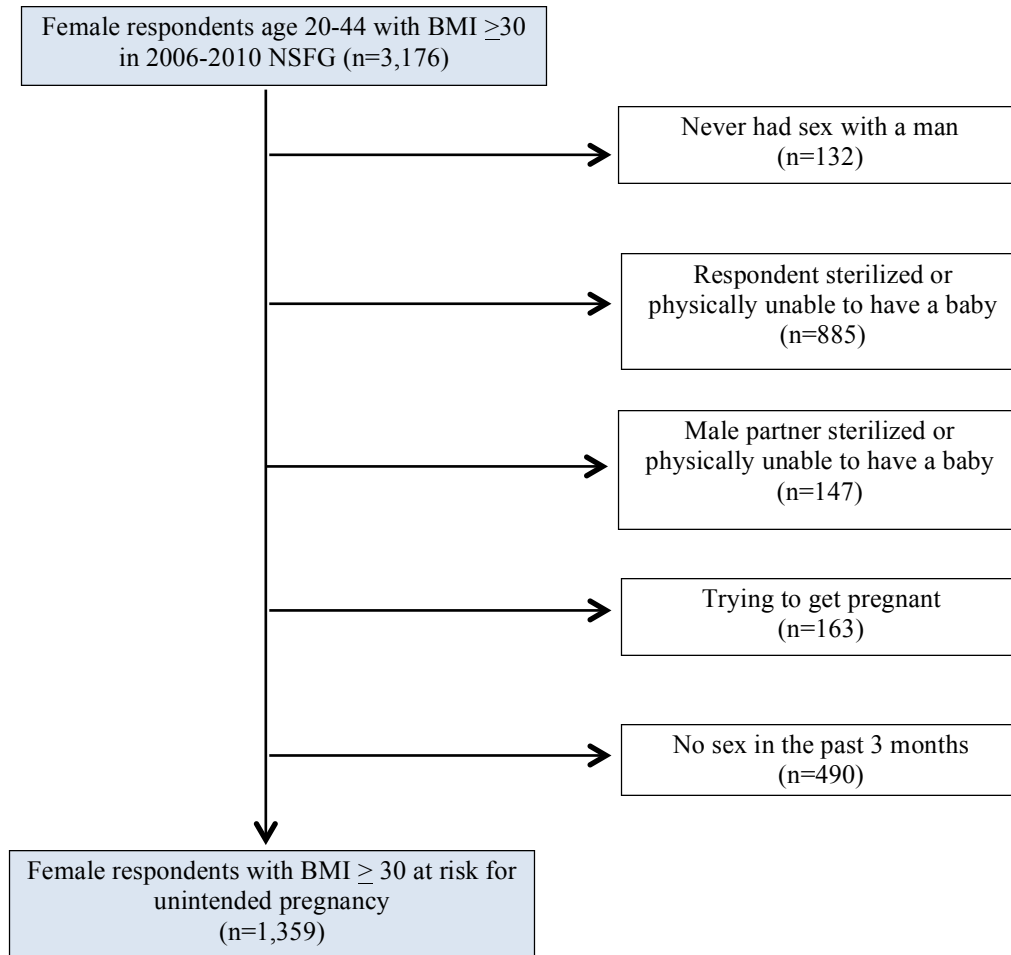 Female respondents age 20-44 with BMI ≥30
in 2006-2010 NSFG (n=3,176)
Never had sex with a man
(n=132)
Respondent sterilized or
physically unable to have a baby
(n=885)
Male partner sterilized or
physically unable to have a baby
(n=147)
Trying to get pregnant
(n=163)
No sex in the past 3 months
(n=490)
Female respondents with BMI ≥ 30 at risk for
unintended pregnancy
(n=1,359)